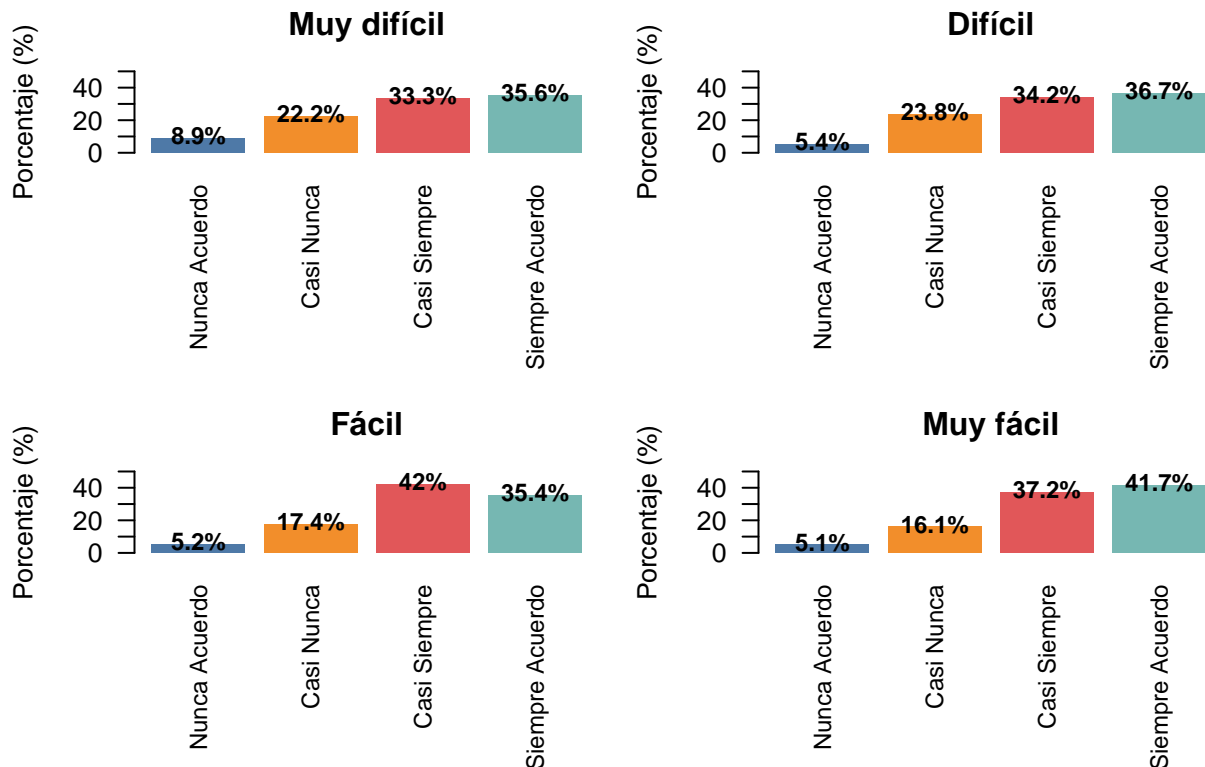 Muy difícil
Porcentaje (%)
40
20
0
8.9%
22.2%
33.3%
35.6%
Nunca Acuerdo
Casi Nunca
Casi Siempre
Siempre Acuerdo
Difícil
Porcentaje (%)
40
20
0
5.4%
23.8%
34.2%
36.7%
Nunca Acuerdo
Casi Nunca
Casi Siempre
Siempre Acuerdo
Fácil
Porcentaje (%)
40
20
0
5.2%
17.4%
42%
35.4%
Nunca Acuerdo
Casi Nunca
Casi Siempre
Siempre Acuerdo
Muy fácil
Porcentaje (%)
40
20
0
5.1%
16.1%
37.2%
41.7%
Nunca Acuerdo
Casi Nunca
Casi Siempre
Siempre Acuerdo